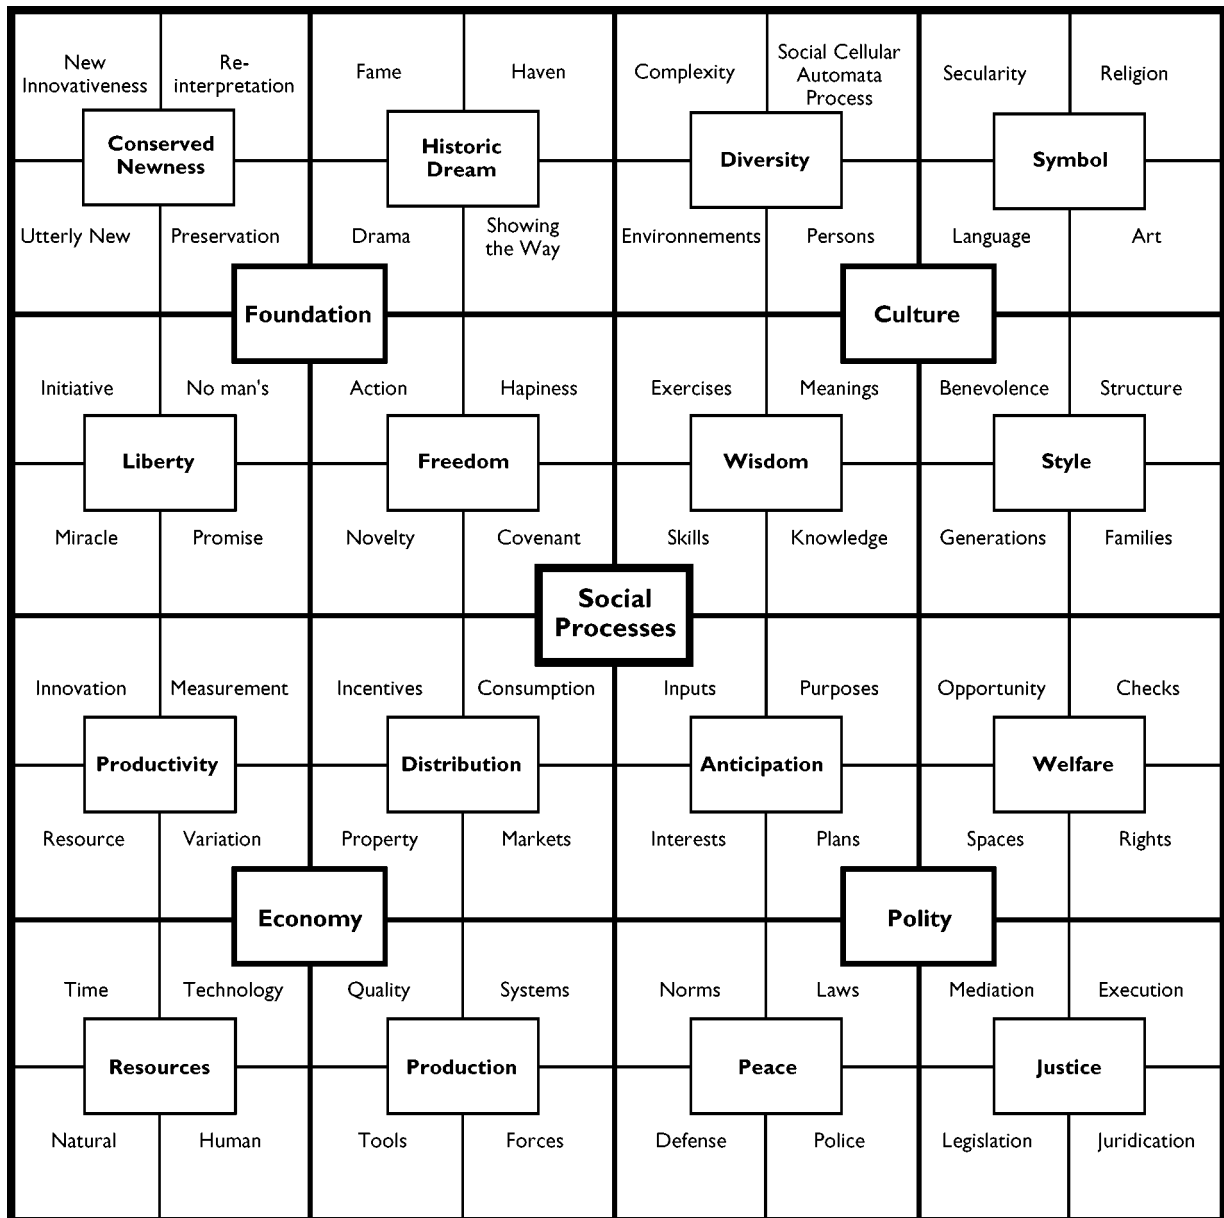 New
Innovativeness
Re-
interpretation
Fame
Haven
Complexity
Social Cellular
Automata
Process
Secularity
Religion
Conserved
Newness
Historic
Dream
Diversity
Symbol
Utterly New
Preservation
Drama
Showing
the Way
Environnements
Persons
Language
Art
Foundation
Culture
Initiative
No man's
Action
Hapiness
Exercises
Meanings
Benevolence
Structure
Liberty
Freedom
Wisdom
Style
Miracle
Promise
Novelty
Covenant
Skills
Knowledge
Generations
Families
Social
Processes
Innovation
Measurement
Incentives
Consumption
Inputs
Purposes
Opportunity
Checks
Productivity
Distribution
Anticipation
Welfare
Resource
Variation
Property
Markets
Interests
Plans
Spaces
Rights
Economy
Polity
Time
Technology
Quality
Systems
Norms
Laws
Mediation
Execution
Resources
Production
Peace
Justice
Natural
Human
Tools
Forces
Defense
Police
Legislation
Juridication